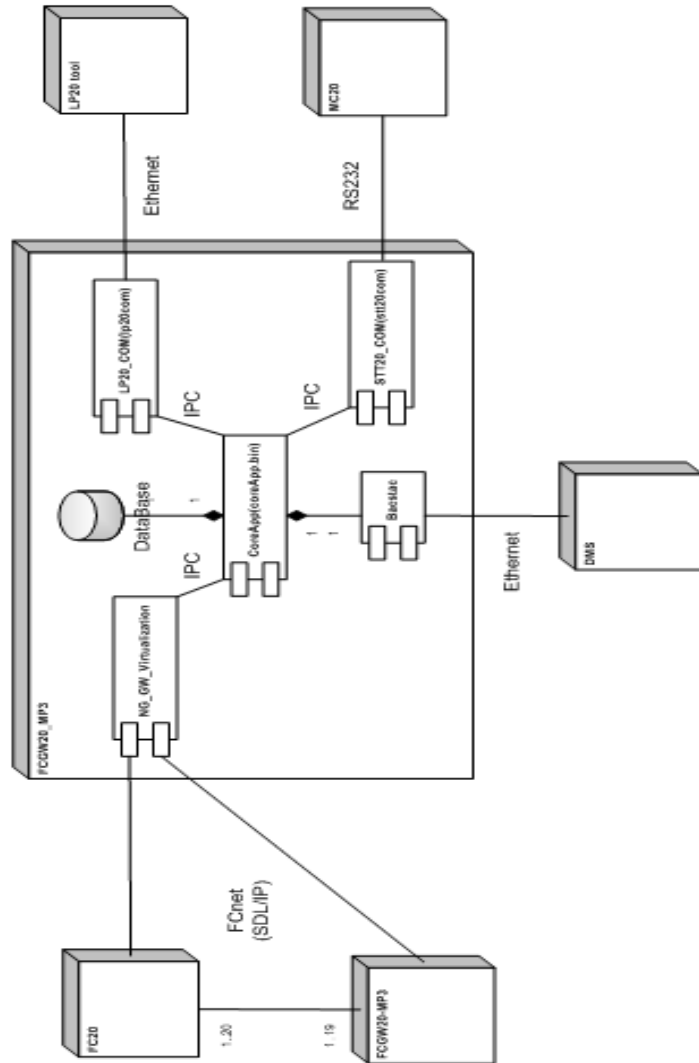 FCGW20_MP3
LP20 tool
FC20
LP20_COM(lp20com)
NG_GW_Virtualization
DataBase
Ethernet
IPC
IPC
1
1..20
FCnet
(SDL/IP)
CoreApp(coreApp.bin)
1
IPC
1..19
1
MC20
RS232
FCGW20-MP3
Bacstac
STT20_COM(stt20com)
Ethernet
DMS